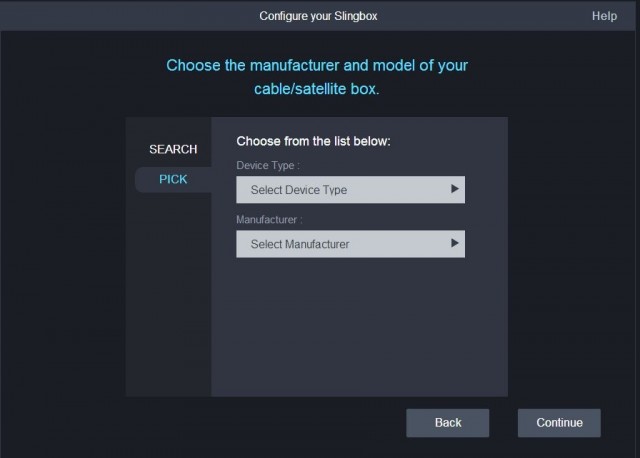 Configure your Slingbox
Help
Choose the manufacturer and model of your
cable/satellite box.
SEARCH
PICK
Choose from the list below:
Device Type :
Select Device Type
Manufacturer :
Select Manufacturer
Back
Continue